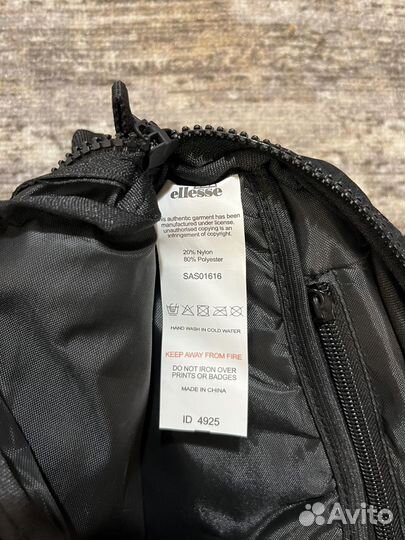 ellesse
is authentic garment has been
manufactured under license.
unauthorised copying is an
infringement of copyright.
20% Nylon
80% Polyester
SAS01616
HAND WASH IN COLD WATER
KEEP AWAY FROM FIRE
DO NOT IRON OVER
PRINTS OR BADGES
MADE IN CHINA
ID 4925
Avito